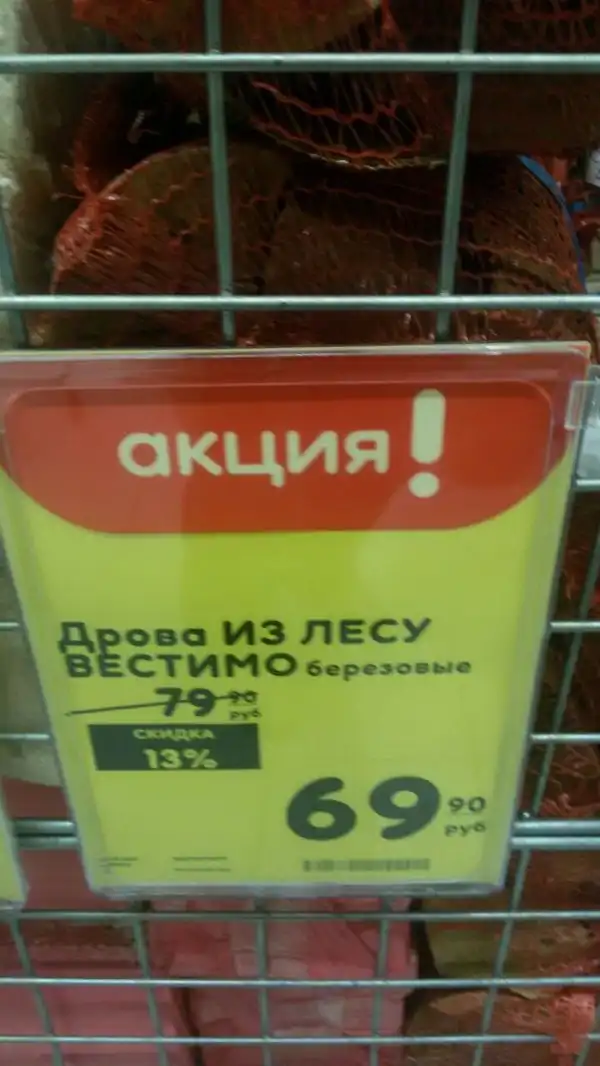 акция!
Дрова ИЗ ЛЕСУ
ВЕСТИМО березовые
79 90
руб
СКИДКА
13%
69 90
руб